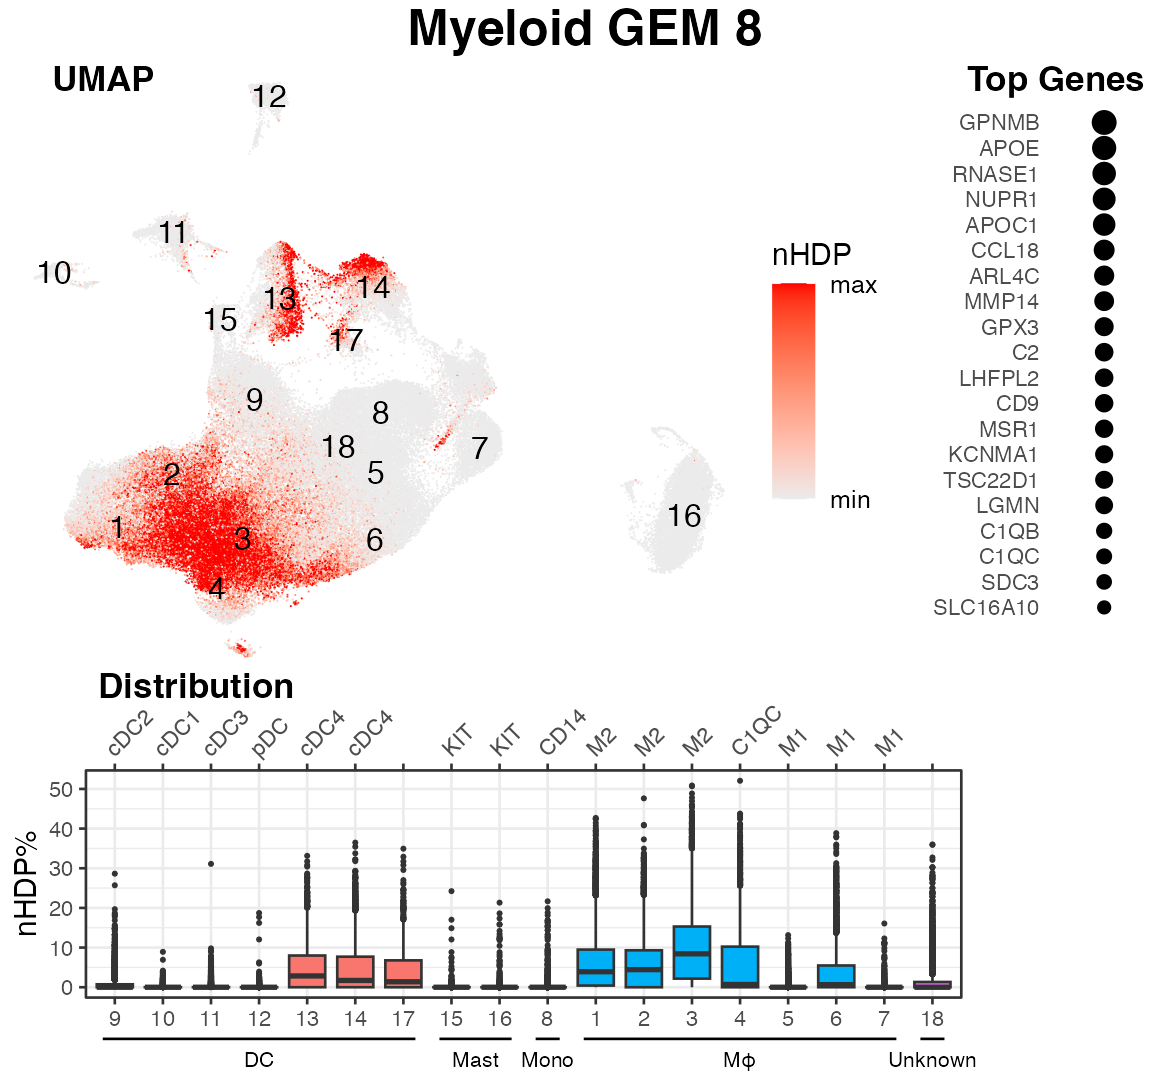 Myeloid GEM 8
UMAP
12
11
10
13
14
15
17
9
8
18
7
5
2
1
3
6
4
16
nHDP
max
min
Top Genes
GPNMB
APOE
RNASE1
NUPR1
APOC1
CCL18
ARL4C
MMP14
GPX3
C2
LHFPL2
CD9
MSR1
KCNMA1
TSC22D1
LGMN
C1QB
C1QC
SDC3
SLC16A10
Distribution
cDC2 cDC1 cDC3 pDC cDC4 cDC4 KIT KIT CD14 M2 M2 M2 C1QC M1 M1 M1
nHDP%
50
40
30
20
10
0
9 10 11 12 13 14 17 15 16 8 1 2 3 4 5 6 7 18
DC Mast Mono Mϕ Unknown